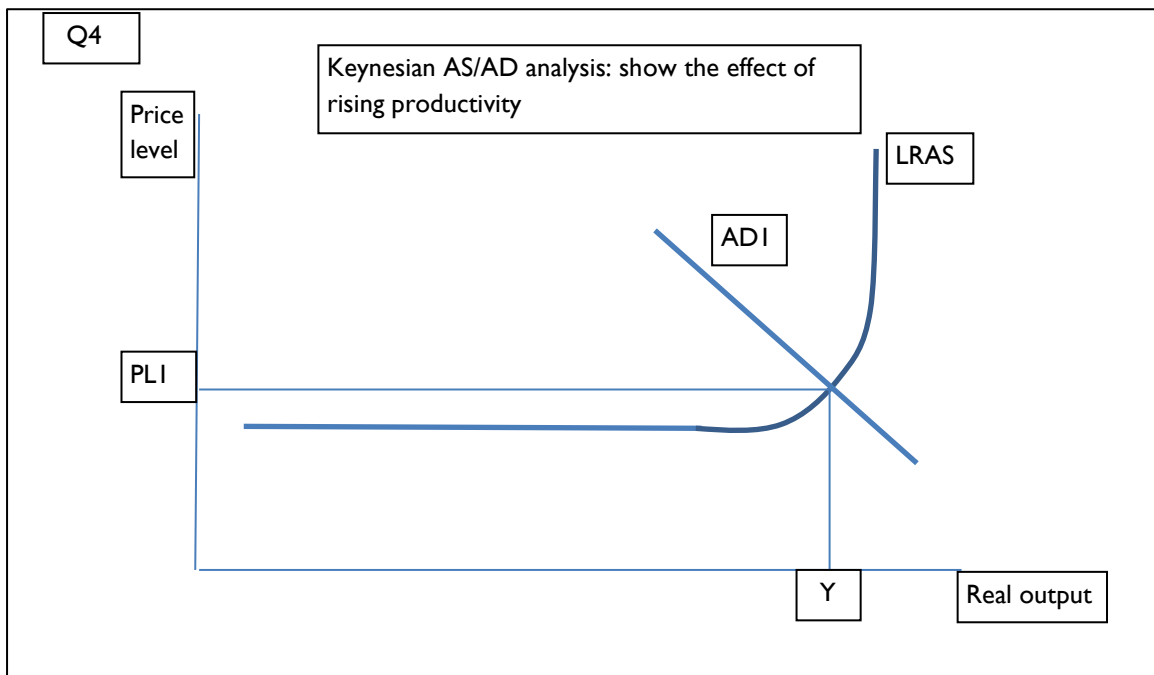 Q4
Keynesian AS/AD analysis: show the effect of
rising productivity
Price
level
LRAS
AD1
PL1
Y
Real output